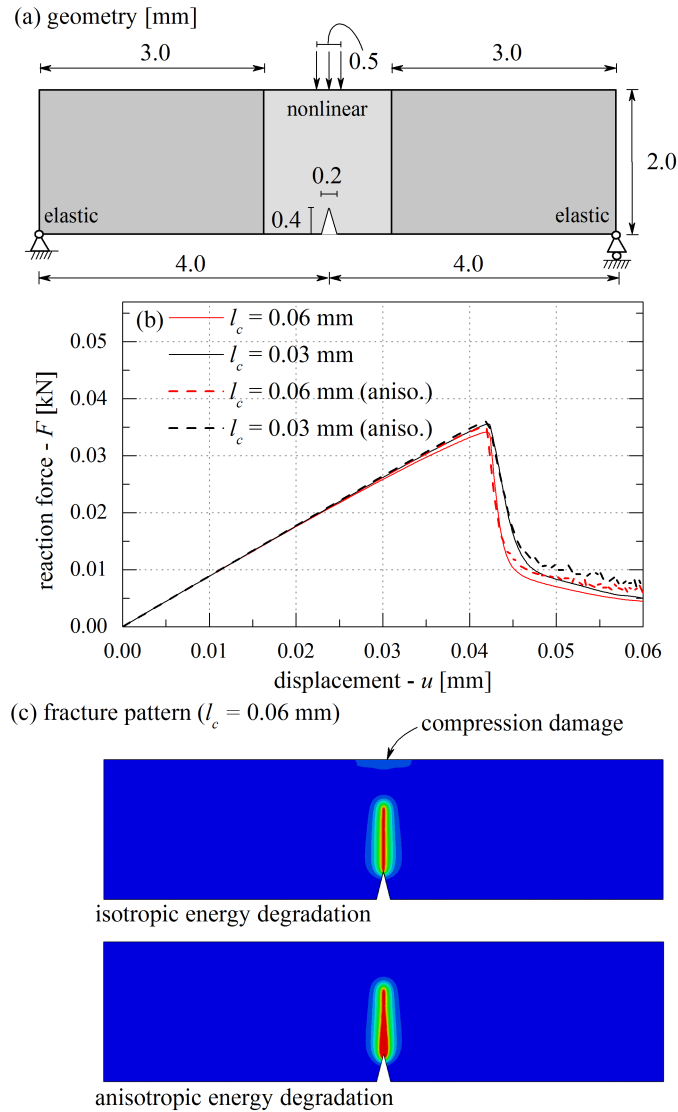 (a) geometry [mm]
3.0
0.5
3.0
nonlinear
2.0
0.2
0.4
elastic
elastic
4.0
4.0
(b)
l_c = 0.06 mm
l_c = 0.03 mm
l_c = 0.06 mm (aniso.)
l_c = 0.03 mm (aniso.)
reaction force - F [kN]
0.05
0.04
0.03
0.02
0.01
0.00
0.00 0.01 0.02 0.03 0.04 0.05 0.06
displacement - u [mm]
(c) fracture pattern (l_c = 0.06 mm)
compression damage
isotropic energy degradation
anisotropic energy degradation